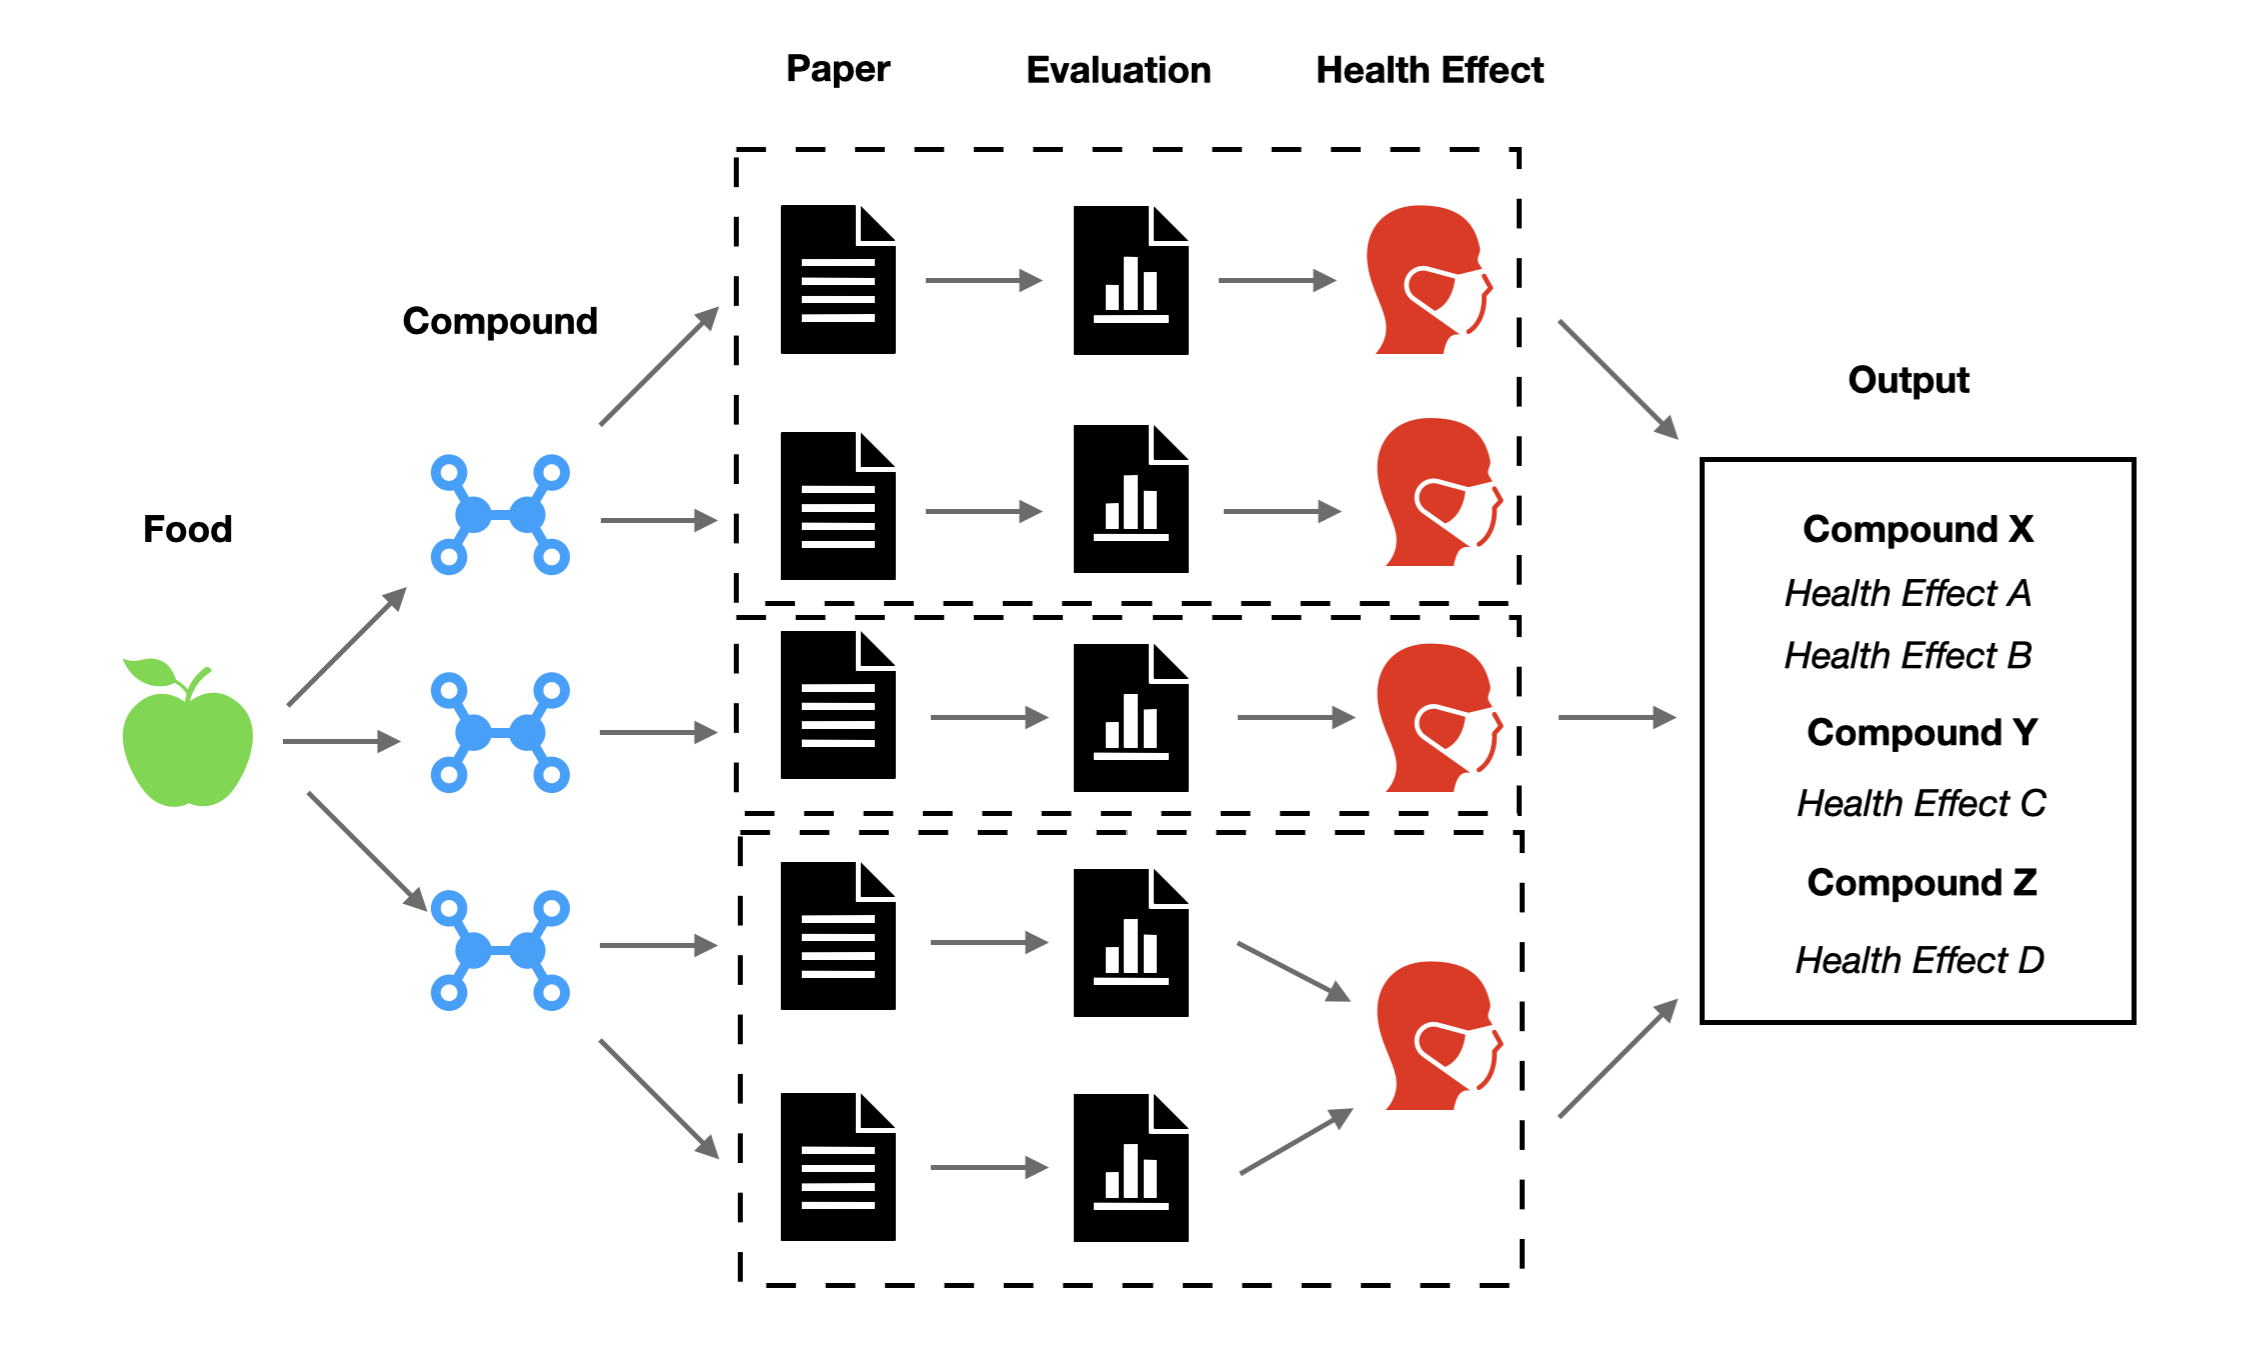 Paper
Evaluation
Health Effect
Compound
Food
Output
Compound X
Health Effect A
Health Effect B
Compound Y
Health Effect C
Compound Z
Health Effect D